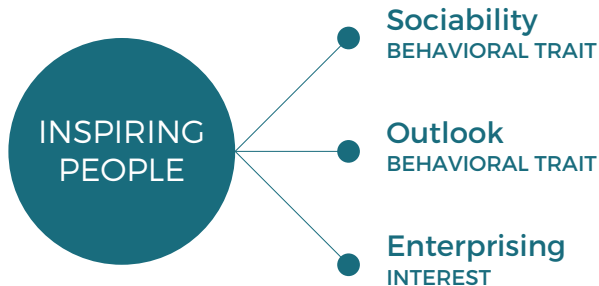 INSPIRING
PEOPLE
Sociability
BEHAVIORAL TRAIT
Outlook
BEHAVIORAL TRAIT
Enterprising
INTEREST